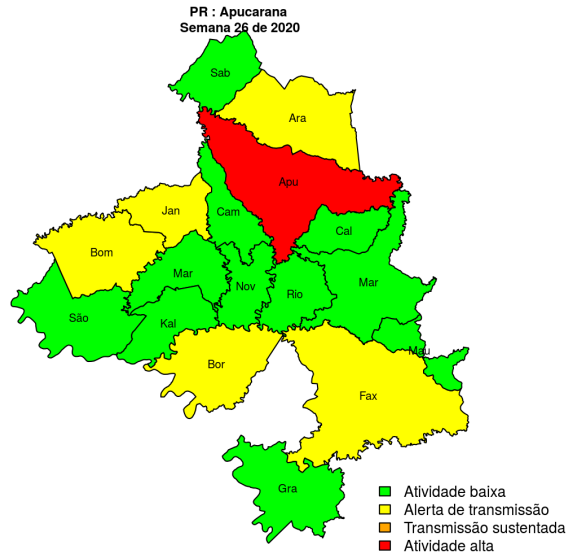 PR : Apucarana
Semana 26 de 2020
Sab
Ara
Apu
Jan
Cam
Cal
Bom
Mar
Nov
Rio
Mar
São
Kal
Mau
Bor
Fax
Gra
Atividade baixa
Alerta de transmissão
Transmissão sustentada
Atividade alta